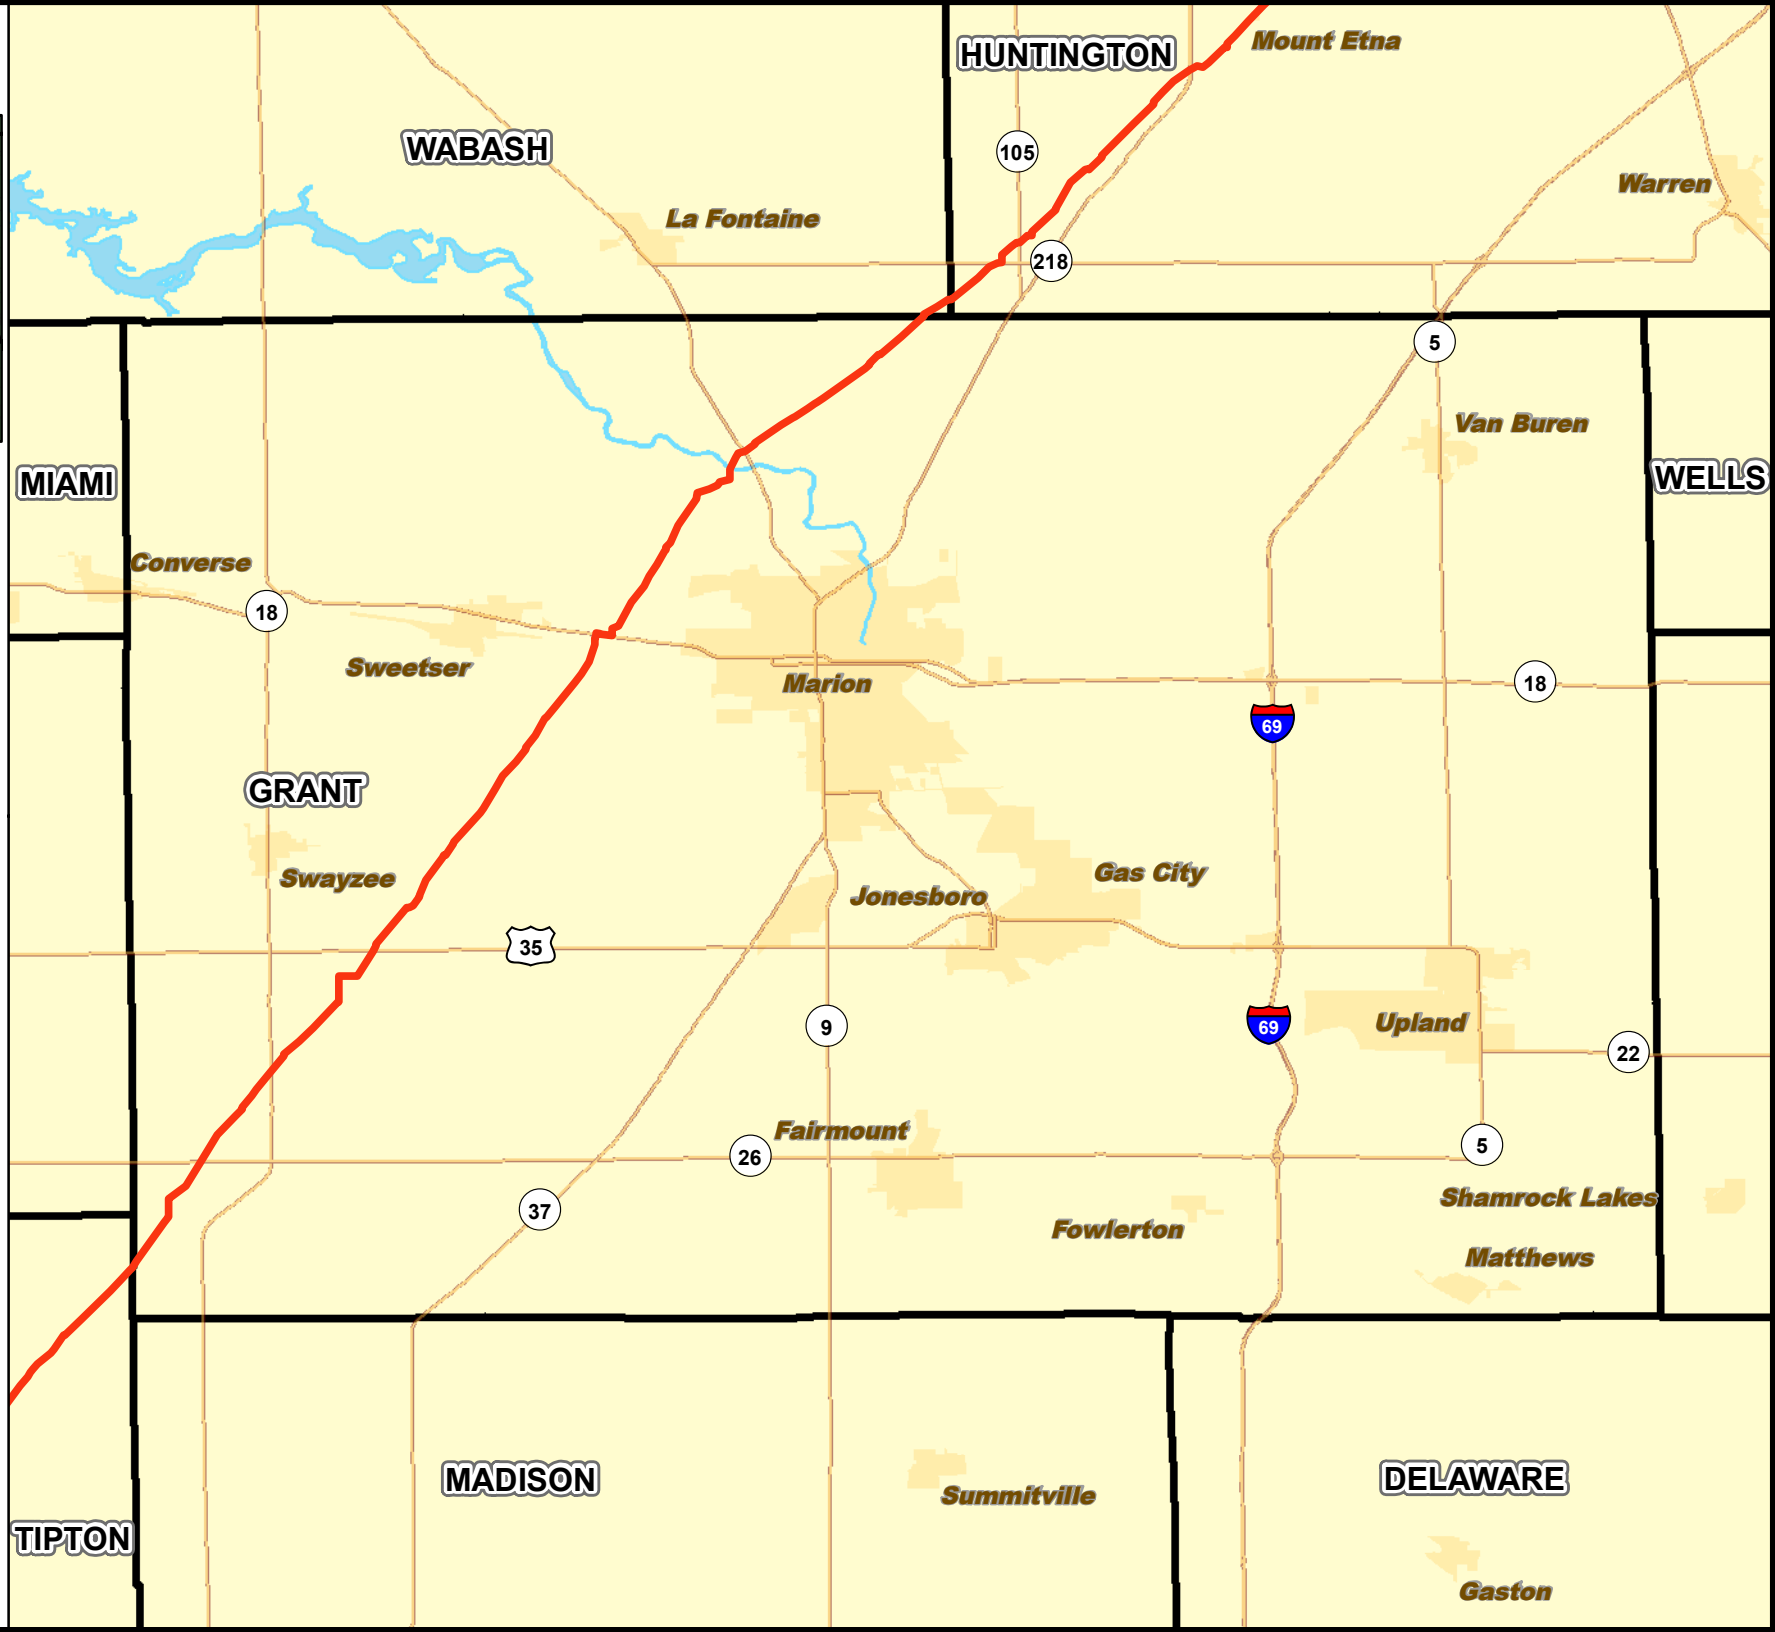 Mount Etna
HUNTINGTON
WABASH
105
Warren
La Fontaine
218
5
Van Buren
MIAMI
WELLS
Converse
18
Sweetser
Marion
18
69
GRANT
Swayzee
Gas City
Jonesboro
35
Upland
9
69
22
Fairmount
26
5
Shamrock Lakes
37
Fowlerton
Matthews
MADISON
DELAWARE
Summitville
TIPTON
Gaston